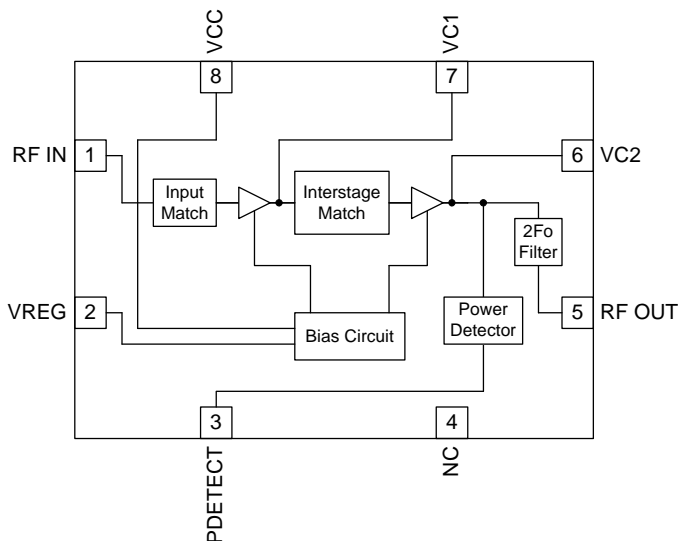 VCC
VC1
8
7
RF IN
1
6
VC2
Input
Match
Interstage
Match
2Fo
Filter
VREG
2
Bias Circuit
Power
Detector
5
RF OUT
3
4
PDETECT
NC